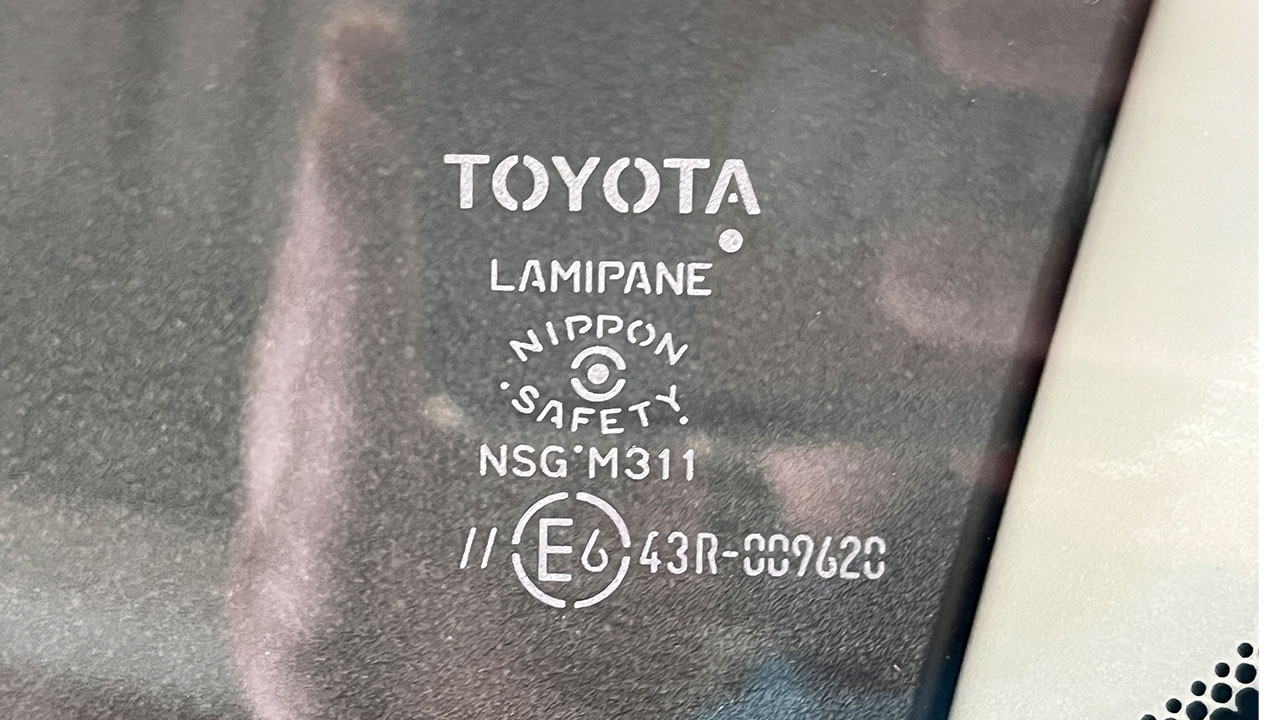 TOYOTA
LAMIPANE
NIPPON
SAFETY
NSG M311
// E6 43R-009620